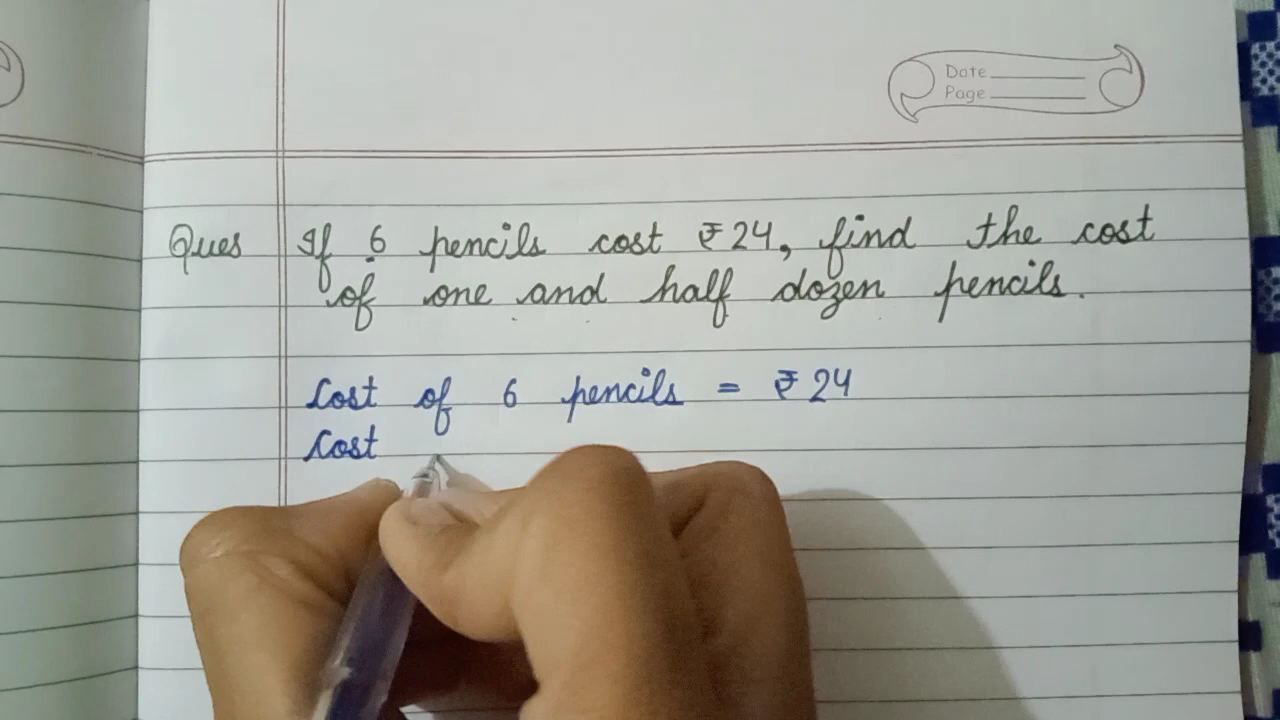 Date
Page
Ques If 6 pencils cost ₹24, find the cost
of one and half dozen pencils.
Cost of 6 pencils = ₹24
Cost